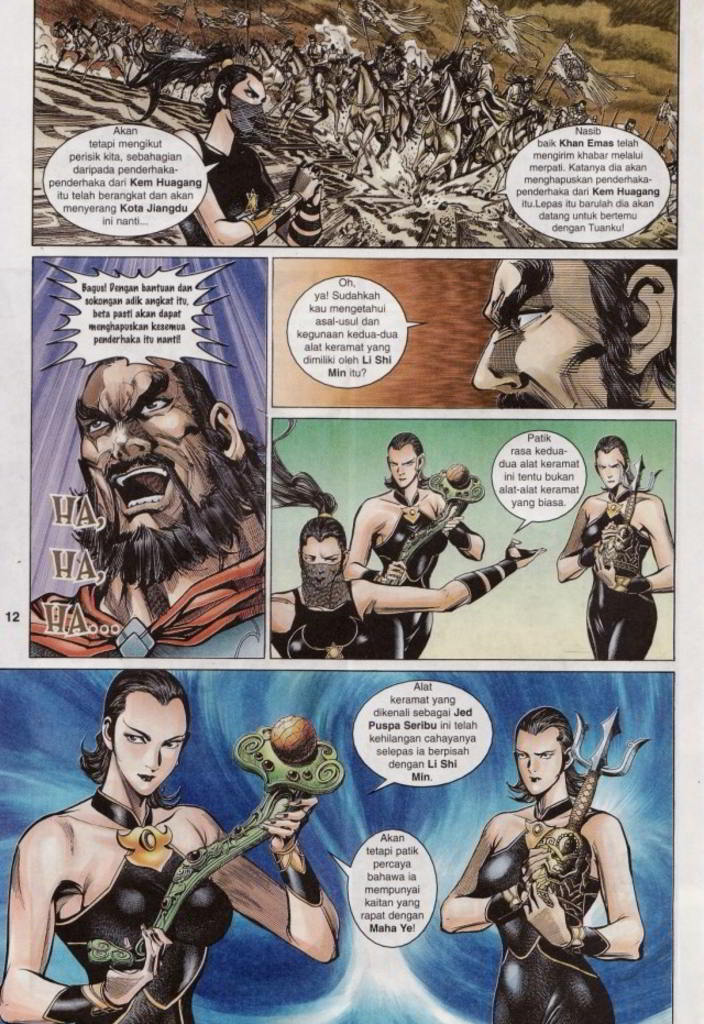 Akan
tetapi mengikut
perisik kita, sebahagian
daripada penderhaka-
penderhaka dari Kem Huagang
itu telah berangkat dan akan
menyerang Kota Jiangdu
ini nanti...
Nasib
baik Khan Emas telah
mengirim khabar melalui
merpati. Katanya dia akan
menghapuskan penderhaka-
penderhaka dari Kem Huagang
itu.Lepas itu barulah dia akan
datang untuk bertemu
dengan Tuanku!
Bagus! Dengan bantuan dan
sokongan adik angkat itu,
beta pasti akan dapat
menghapuskan kesemua
penderhaka itu nanti!
HA,
HA,
HA...
Oh,
ya! Sudahkah
kau mengetahui
asal-usul dan
kegunaan kedua-dua
alat keramat yang
dimiliki oleh Li Shi
Min itu?
Patik
rasa kedua-
dua alat keramat
ini tentu bukan
alat-alat keramat
yang biasa.
12
Alat
keramat yang
dikenali sebagai Jed
Puspa Seribu ini telah
kehilangan cahayanya
selepas ia berpisah
dengan Li Shi
Min.
Akan
tetapi patik
percaya
bahawa ia
mempunyai
kaitan yang
rapat dengan
Maha Ye!